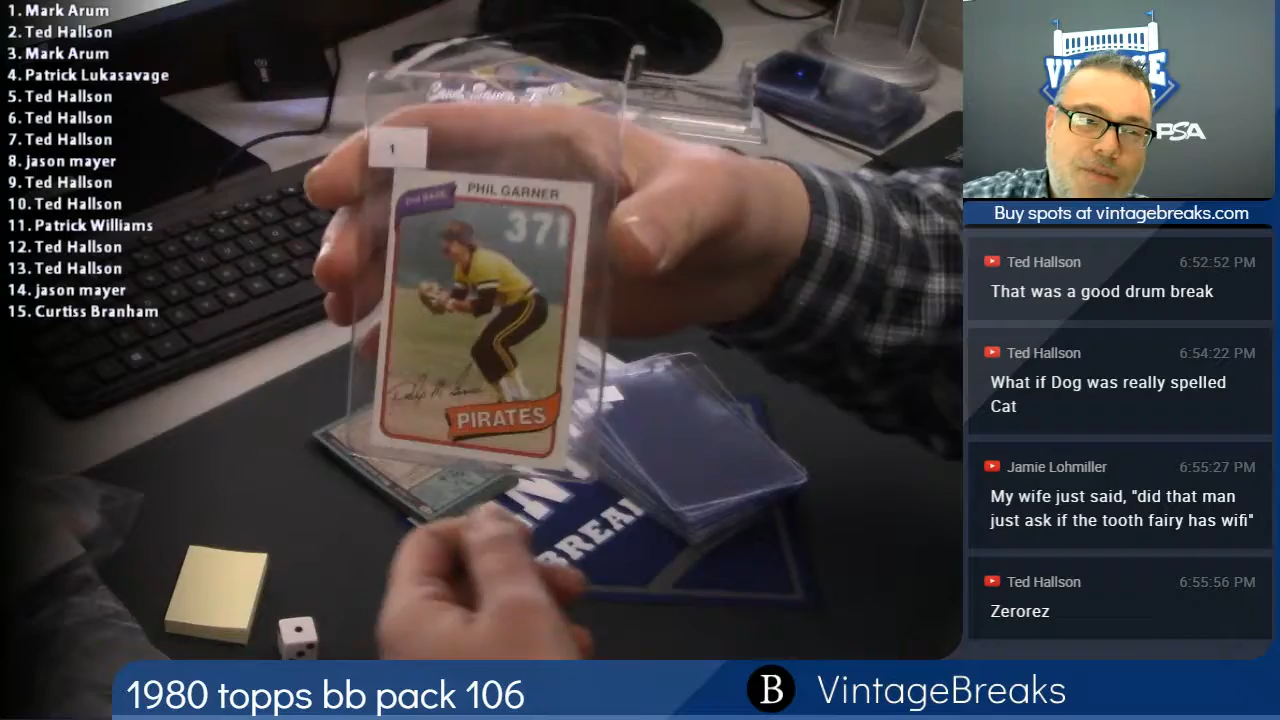 1. Mark Arum
2. Ted Hallson
3. Mark Arum
4. Patrick Lukasavage
5. Ted Hallson
6. Ted Hallson
7. Ted Hallson
8. jason mayer
9. Ted Hallson
10. Ted Hallson
11. Patrick Williams
12. Ted Hallson
13. Ted Hallson
14. jason mayer
15. Curtiss Branham
1
2nd BASE
PHIL GARNER
371
PIRATES
BREA
PSA
Buy spots at vintagebreaks.com
Ted Hallson 6:52:52 PM
That was a good drum break
Ted Hallson 6:54:22 PM
What if Dog was really spelled
Cat
Jamie Lohmiller 6:55:27 PM
My wife just said, "did that man
just ask if the tooth fairy has wifi"
Ted Hallson 6:55:56 PM
Zerorez
1980 topps bb pack 106
B VintageBreaks